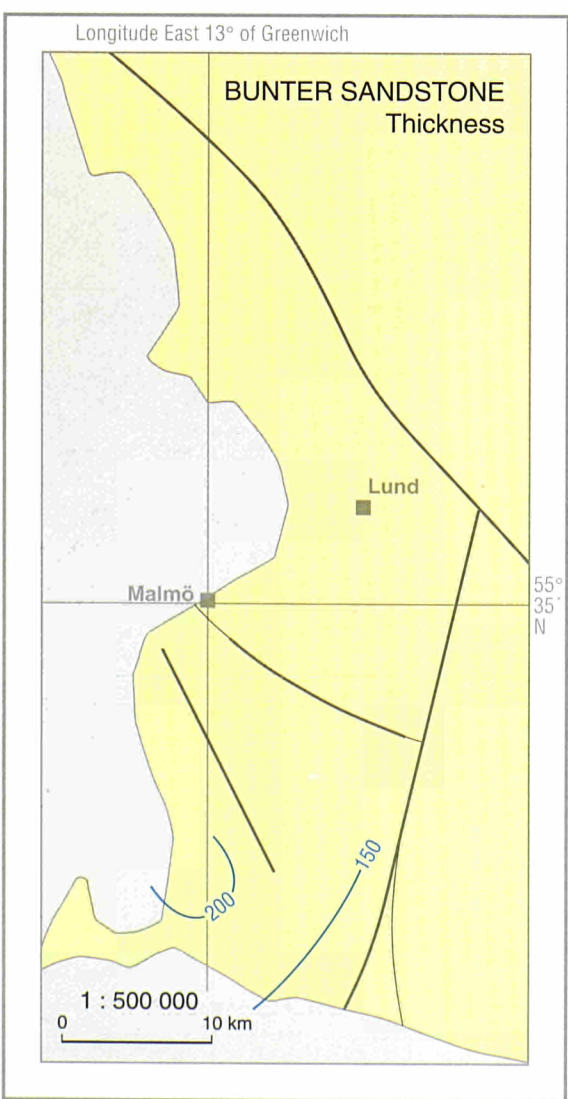 Longitude East 13° of Greenwich
BUNTER SANDSTONE
Thickness
Lund
Malmö
55°
35´
N
150
200
1 : 500 000
0 10 km